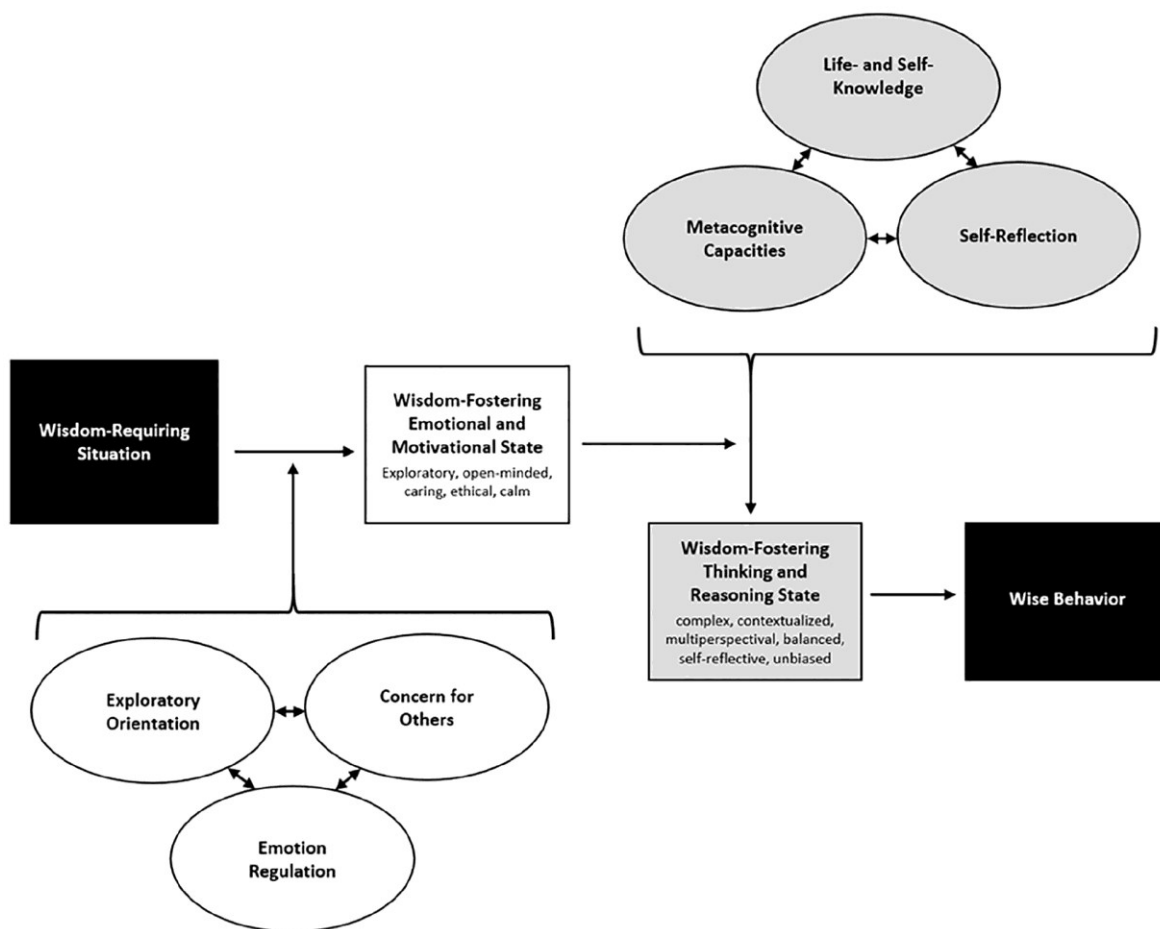 Life- and Self-
Knowledge
Metacognitive
Capacities
Self-Reflection
Wisdom-Requiring
Situation
Wisdom-Fostering
Emotional and
Motivational State
Exploratory, open-minded,
caring, ethical, calm
Wisdom-Fostering
Thinking and
Reasoning State
complex, contextualized,
multiperspectival, balanced,
self-reflective, unbiased
Wise Behavior
Exploratory
Orientation
Concern for
Others
Emotion
Regulation